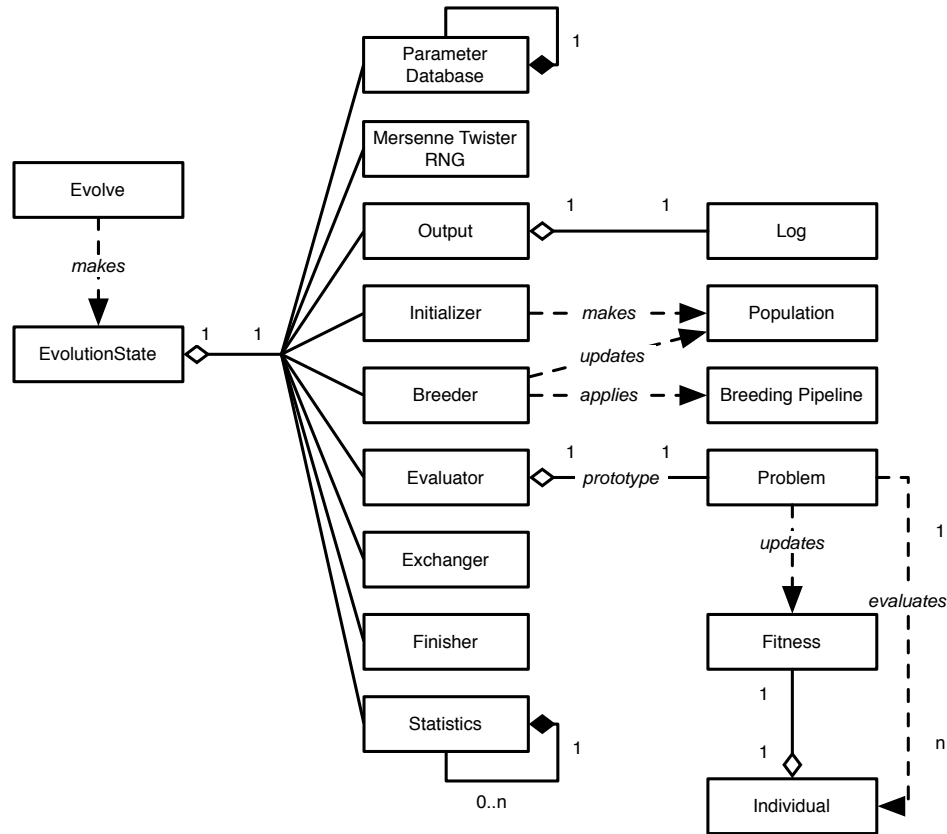 1
Parameter
Database
Mersenne Twister
RNG
Evolve
1
1
Output
Log
makes
Initializer
makes
Population
1
1
updates
EvolutionState
Breeder
applies
Breeding Pipeline
1
1
Evaluator
prototype
Problem
1
updates
Exchanger
evaluates
Finisher
Fitness
1
Statistics
1
1
n
0..n
Individual